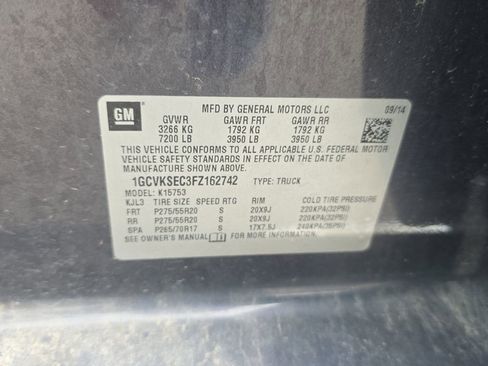 GM
MFD BY GENERAL MOTORS LLC 09/14
GVWR GAWR FRT GAWR RR
3266 KG 1792 KG 1792 KG
7200 LB 3950 LB 3950 LB
THIS VEHICLE CONFORMS TO ALL APPLICABLE U.S. FEDERAL MOTOR
VEHICLE SAFETY STANDARDS IN EFFECT ON THE DATE OF
MANUFACTURE SHOWN ABOVE.
1GCVKSEC3FZ162742 TYPE: TRUCK
MODEL: K15753
KJL3 TIRE SIZE SPEED RTG RIM COLD TIRE PRESSURE
FRT P275/55R20 S 20X9J 220KPA(32PSI)
RR P275/55R20 S 20X9J 220KPA(32PSI)
SPA P265/70R17 S 17X7.5J 240KPA(35PSI)
SEE OWNER'S MANUAL FOR MORE INFORMATION